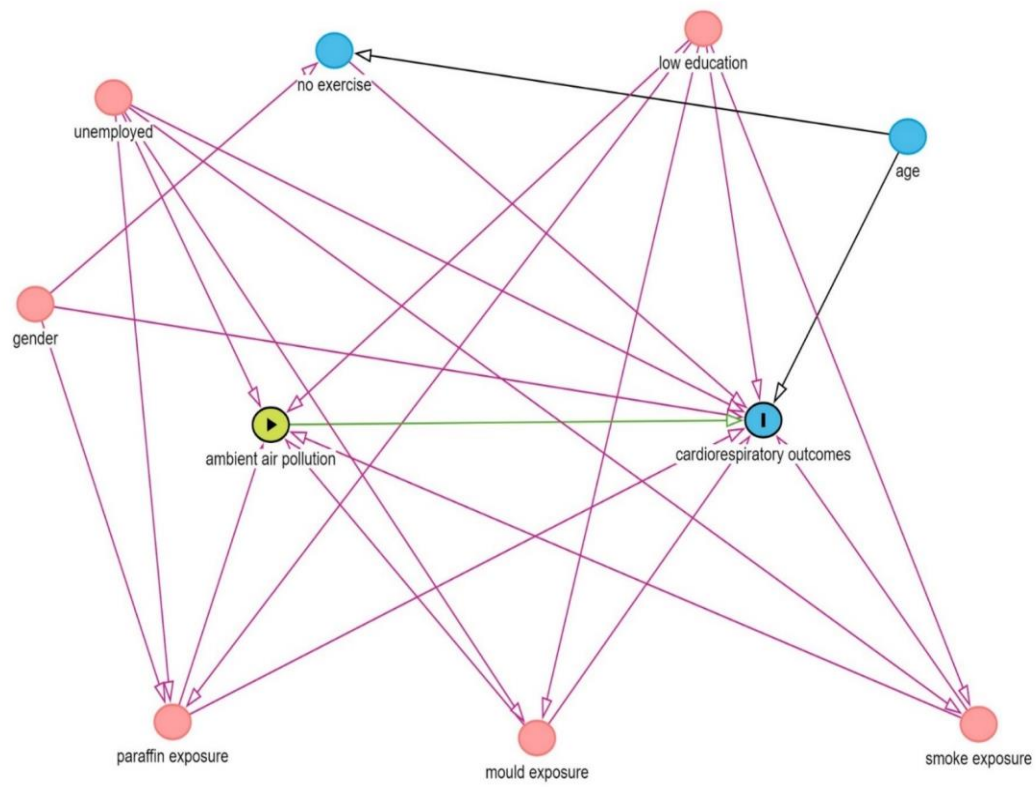 low education
no exercise
unemployed
age
gender
ambient air pollution
cardiorespiratory outcomes
paraffin exposure
mould exposure
smoke exposure